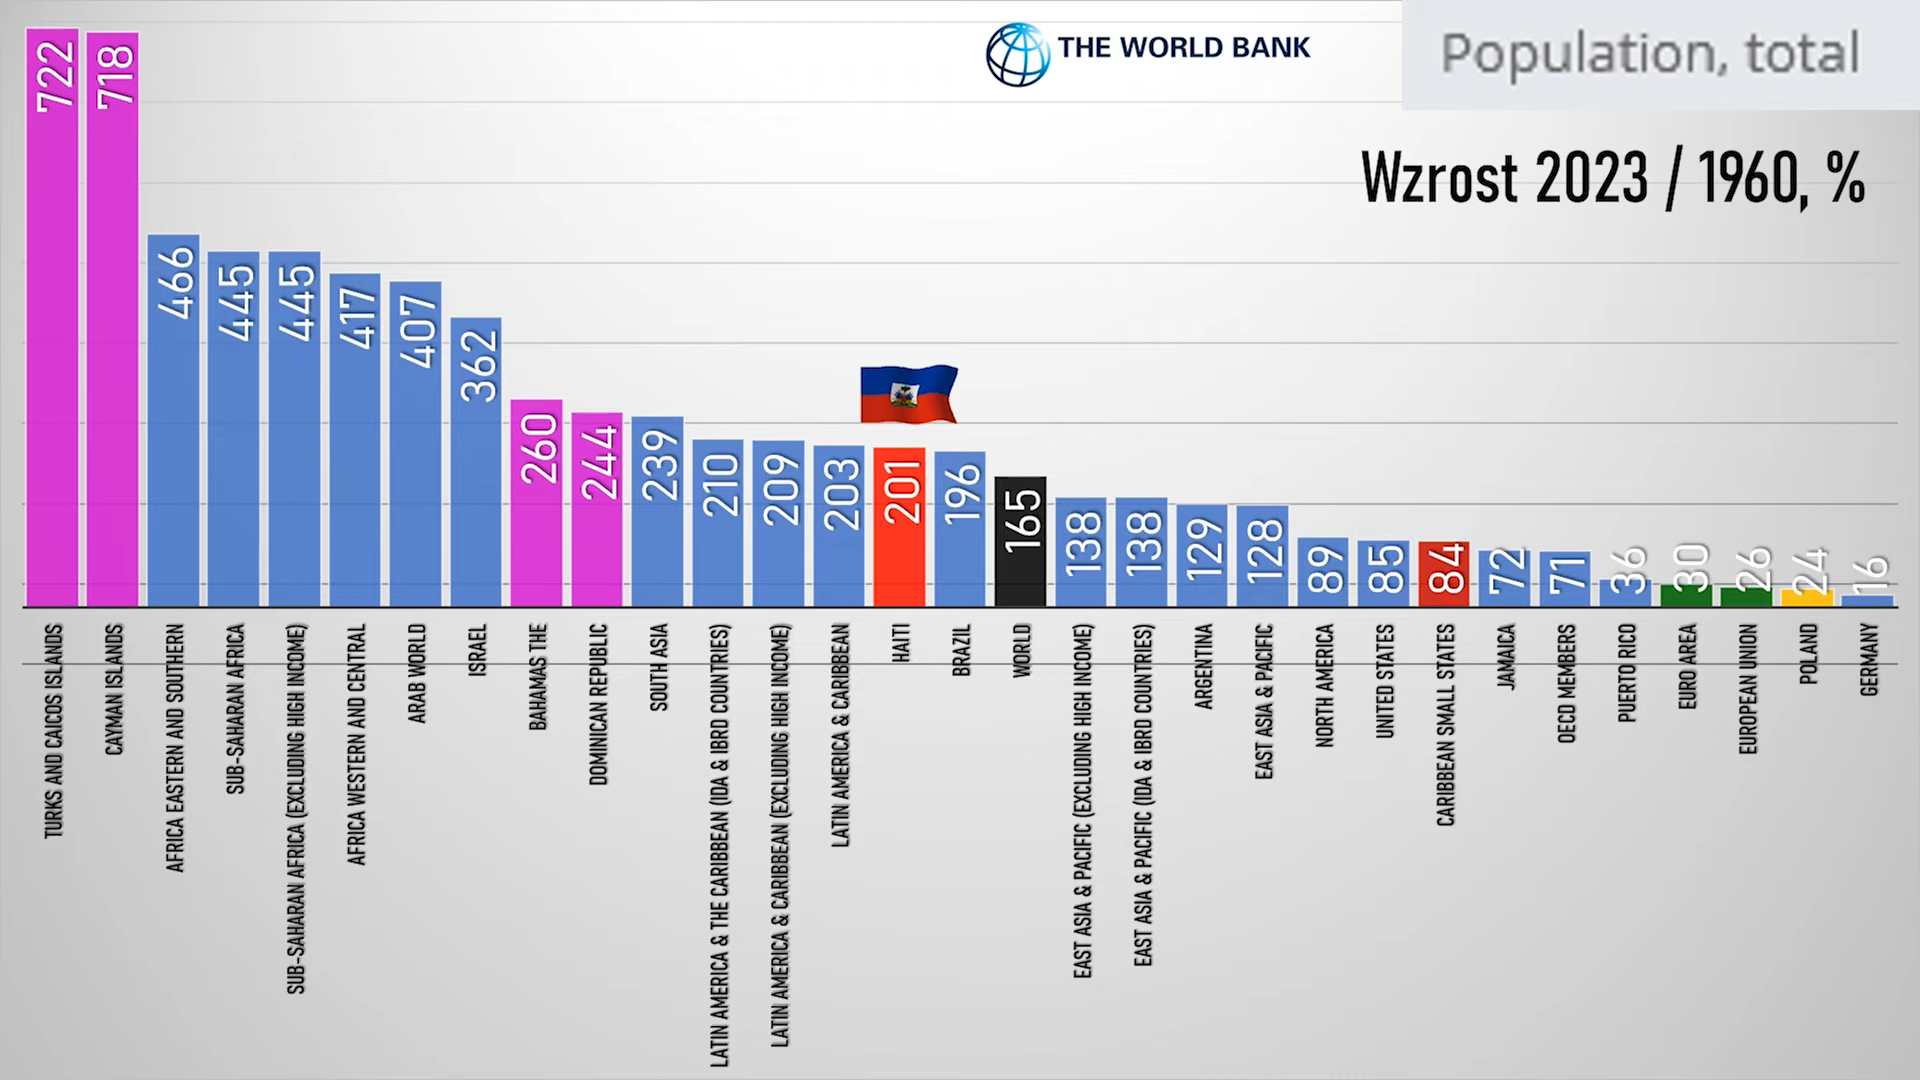 THE WORLD BANK
Population, total
Wzrost 2023 / 1960, %
722
718
466
445
445
417
407
362
260
244
239
210
209
203
201
196
165
138
138
129
128
89
85
84
72
71
36
30
26
24
16
TURKS AND CAICOS ISLANDS
CAYMAN ISLANDS
AFRICA EASTERN AND SOUTHERN
SUB-SAHARAN AFRICA
SUB-SAHARAN AFRICA (EXCLUDING HIGH INCOME)
AFRICA WESTERN AND CENTRAL
ARAB WORLD
ISRAEL
BAHAMAS THE
DOMINICAN REPUBLIC
SOUTH ASIA
LATIN AMERICA & THE CARIBBEAN (IDA & IBRD COUNTRIES)
LATIN AMERICA & CARIBBEAN (EXCLUDING HIGH INCOME)
LATIN AMERICA & CARIBBEAN
HAITI
BRAZIL
WORLD
EAST ASIA & PACIFIC (EXCLUDING HIGH INCOME)
EAST ASIA & PACIFIC (IDA & IBRD COUNTRIES)
ARGENTINA
EAST ASIA & PACIFIC
NORTH AMERICA
UNITED STATES
CARIBBEAN SMALL STATES
JAMAICA
OECD MEMBERS
PUERTO RICO
EURO AREA
EUROPEAN UNION
POLAND
GERMANY